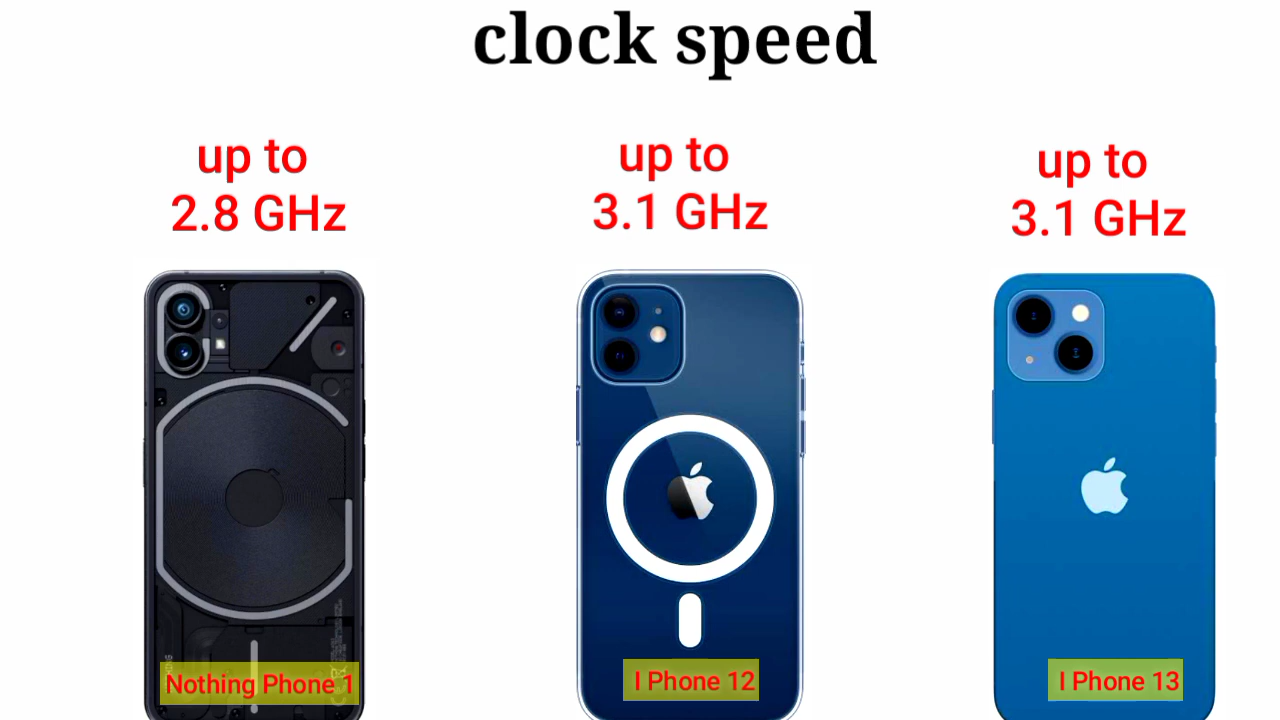 clock speed
up to
2.8 GHz
up to
3.1 GHz
up to
3.1 GHz
Nothing Phone 1
I Phone 12
I Phone 13